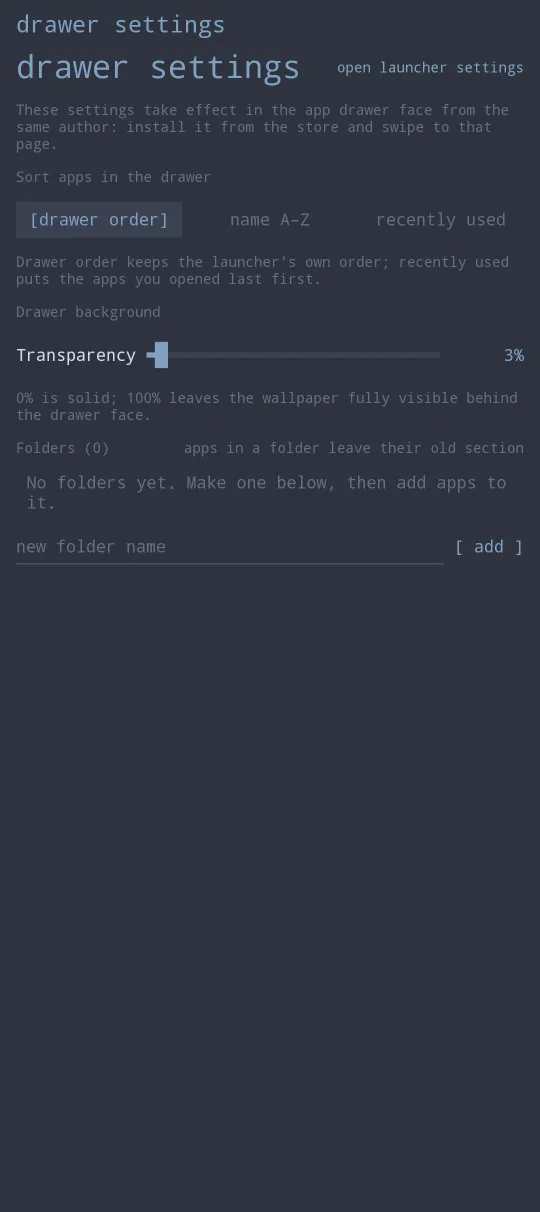 drawer settings
drawer settings open launcher settings
These settings take effect in the app drawer face from the
same author: install it from the store and swipe to that
page.
Sort apps in the drawer
[drawer order] name A–Z recently used
Drawer order keeps the launcher's own order; recently used
puts the apps you opened last first.
Drawer background
Transparency 3%
0% is solid; 100% leaves the wallpaper fully visible behind
the drawer face.
Folders (0) apps in a folder leave their old section
No folders yet. Make one below, then add apps to
it.
new folder name [ add ]